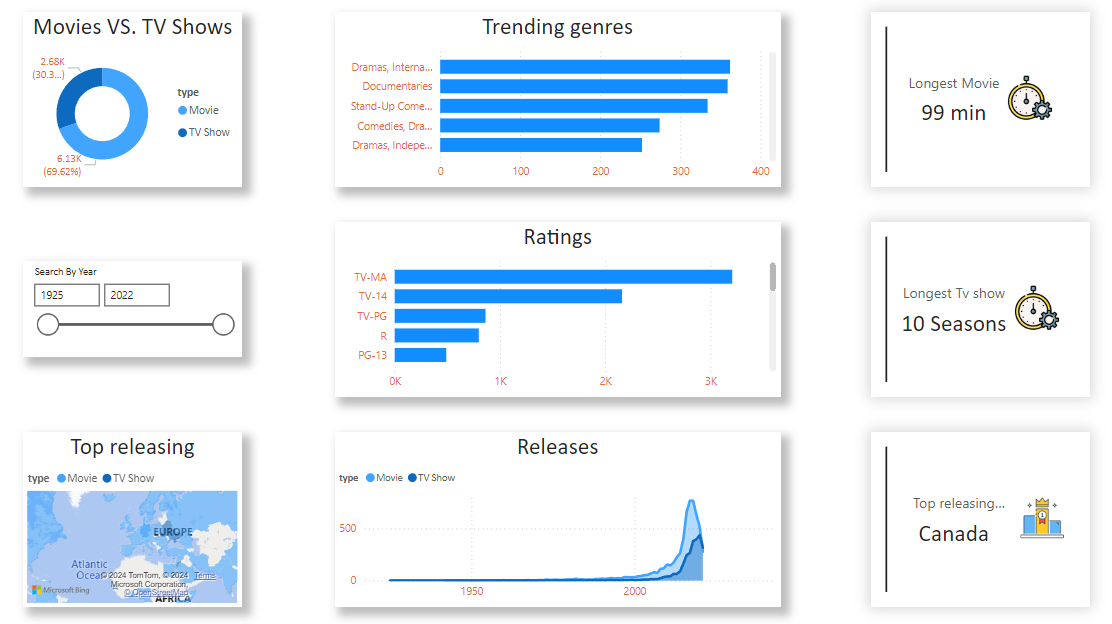 Movies VS. TV Shows
2.68K
(30.3...)
6.13K
(69.62%)
type
Movie
TV Show
Trending genres
Dramas, Interna...
Documentaries
Stand-Up Come...
Comedies, Dra...
Dramas, Indepe...
0 100 200 300 400
Longest Movie
99 min
Search By Year
1925 2022
Ratings
TV-MA
TV-14
TV-PG
R
PG-13
0K 1K 2K 3K
Longest Tv show
10 Seasons
Top releasing
type Movie TV Show
EUROPE
Atlantic
Ocean
© 2024 TomTom, © 2024 Terms
Microsoft Corporation,
© OpenStreetMap
Microsoft Bing
AFRICA
Releases
type Movie TV Show
500
0
1950 2000
Top releasing...
1
Canada